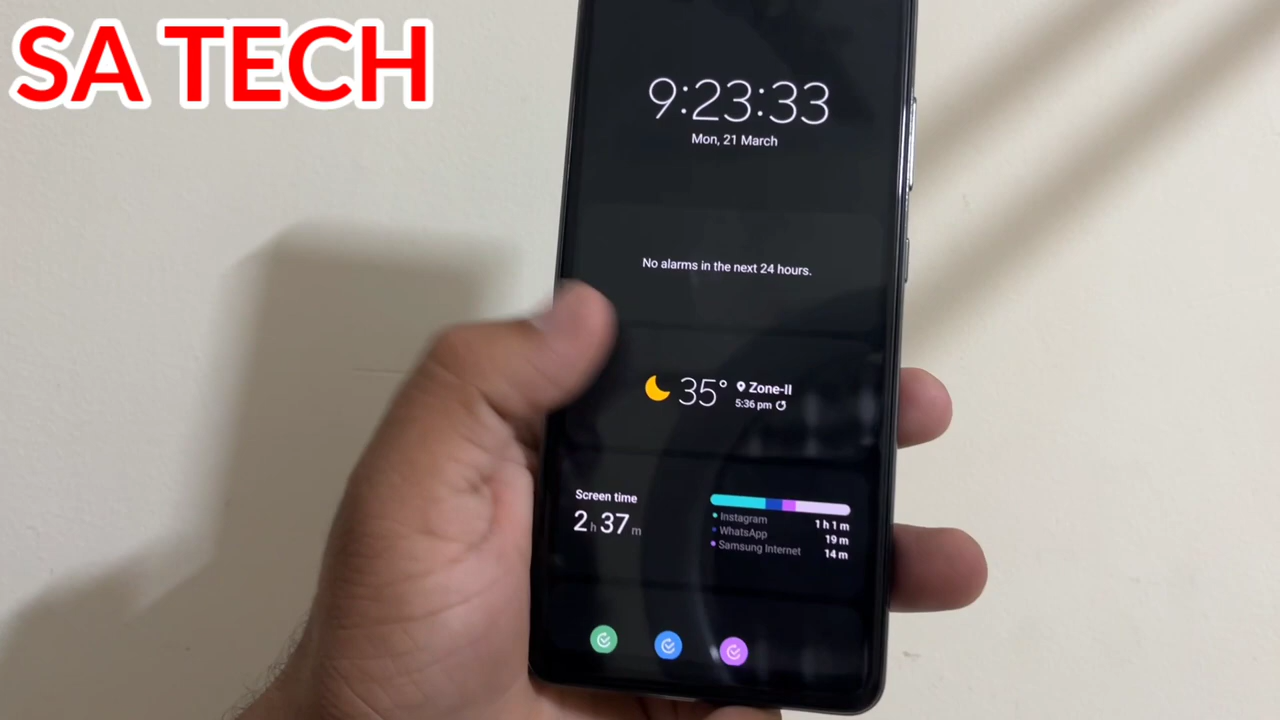 SA TECH
9:23:33
Mon, 21 March
No alarms in the next 24 hours.
35° Zone-II
5:36 pm
Screen time
2 h 37 m
Instagram 1 h 1 m
WhatsApp 19 m
Samsung Internet 14 m